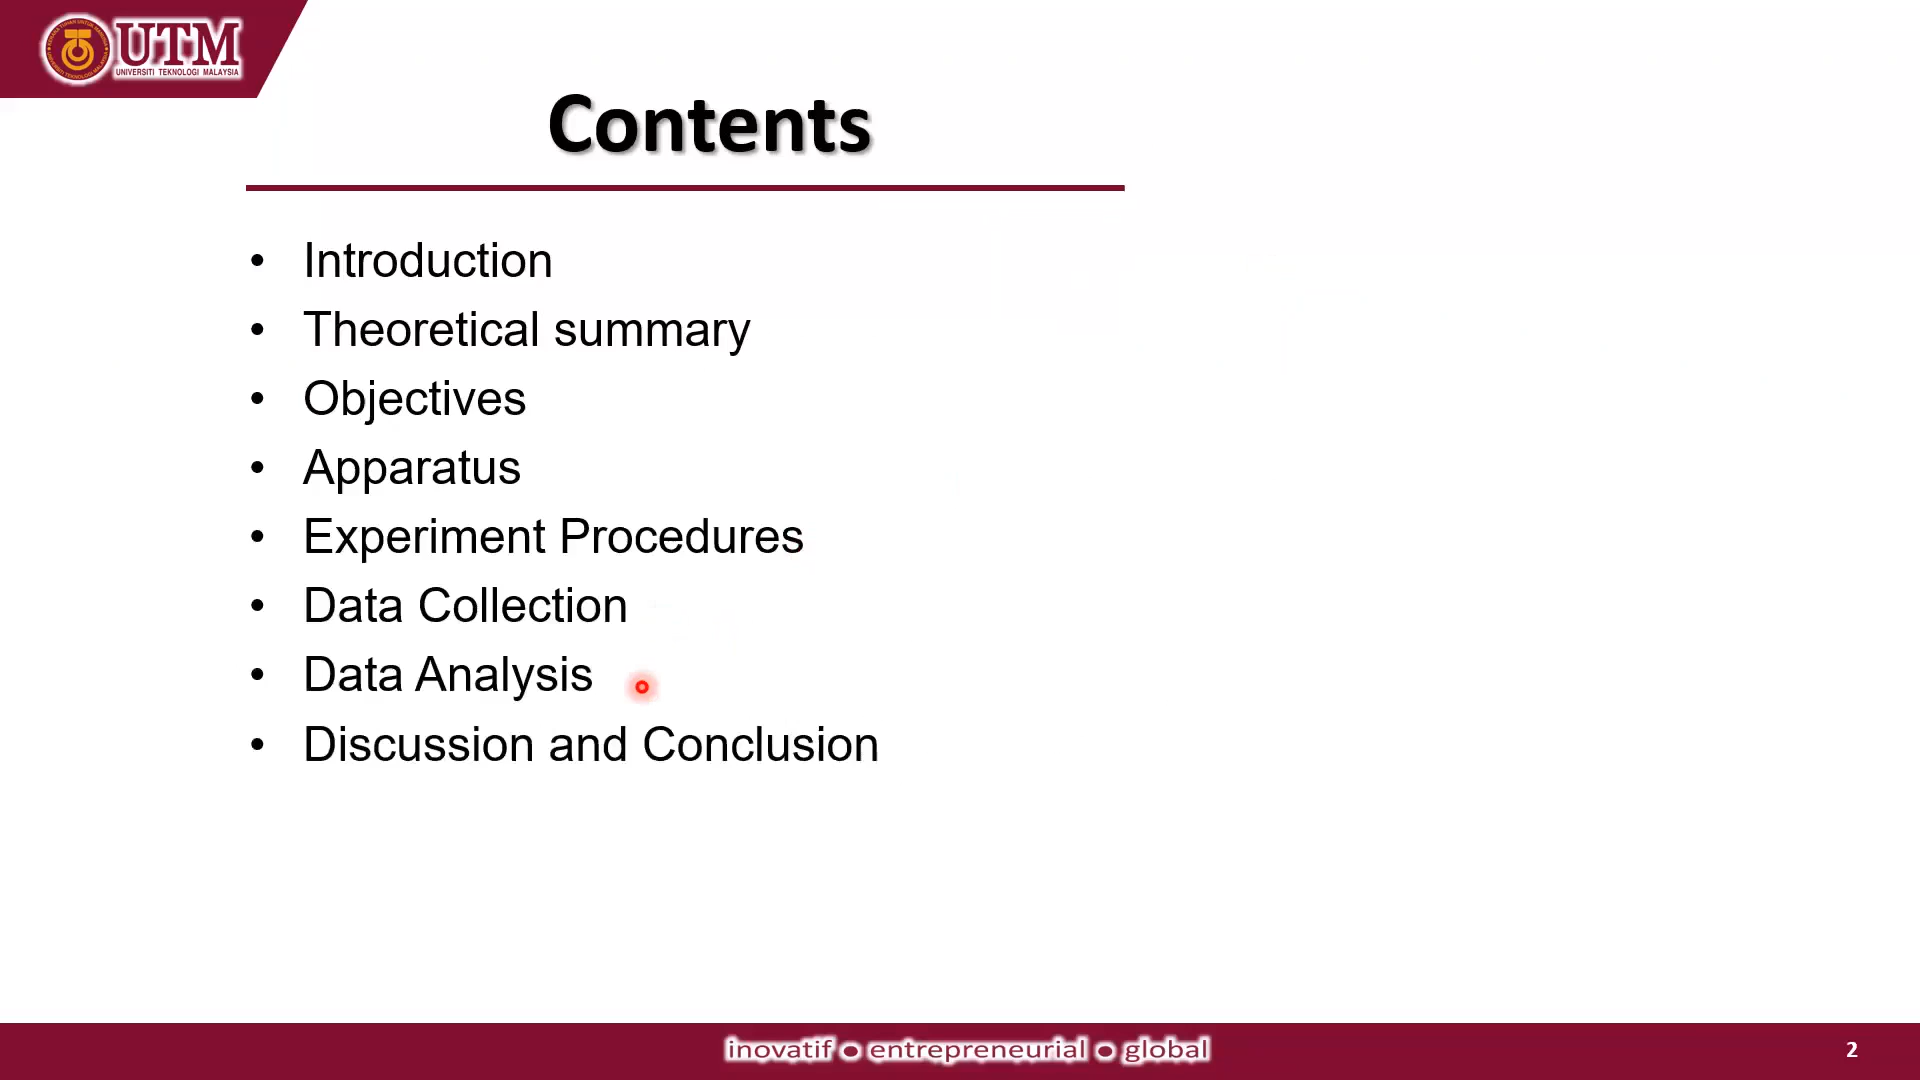 UTM
UNIVERSITI TEKNOLOGI MALAYSIA
Contents
• Introduction
• Theoretical summary
• Objectives
• Apparatus
• Experiment Procedures
• Data Collection
• Data Analysis
• Discussion and Conclusion
inovatif ● entrepreneurial ● global
2